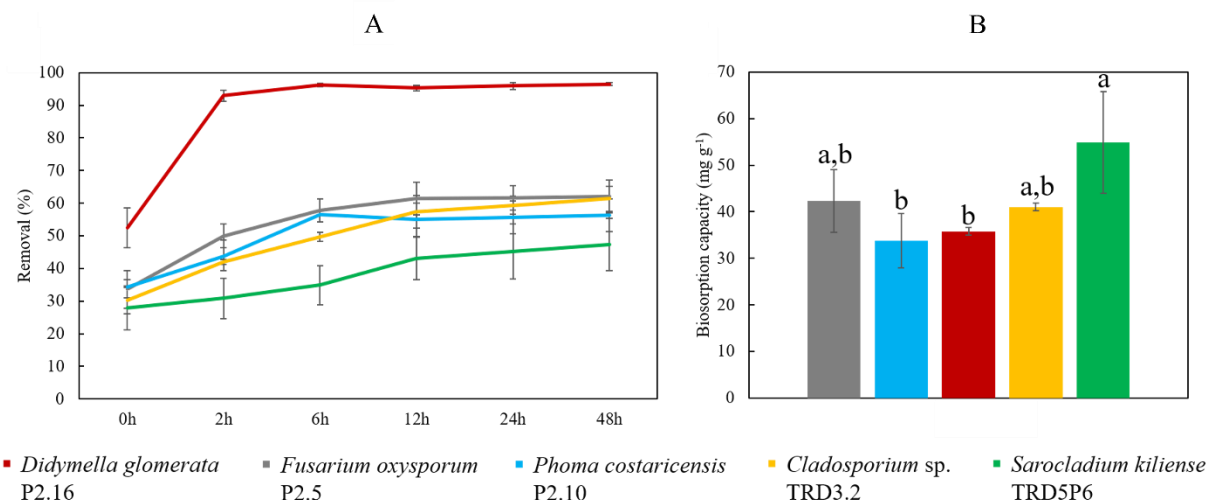 A
B
Removal (%)
100
90
80
70
60
50
40
30
20
10
0
0h 2h 6h 12h 24h 48h
Biosorption capacity (mg g⁻¹)
70
60
50
40
30
20
10
0
a,b
b
b
a,b
a
Didymella glomerata
P2.16
Fusarium oxysporum
P2.5
Phoma costaricensis
P2.10
Cladosporium sp.
TRD3.2
Sarocladium kiliense
TRD5P6